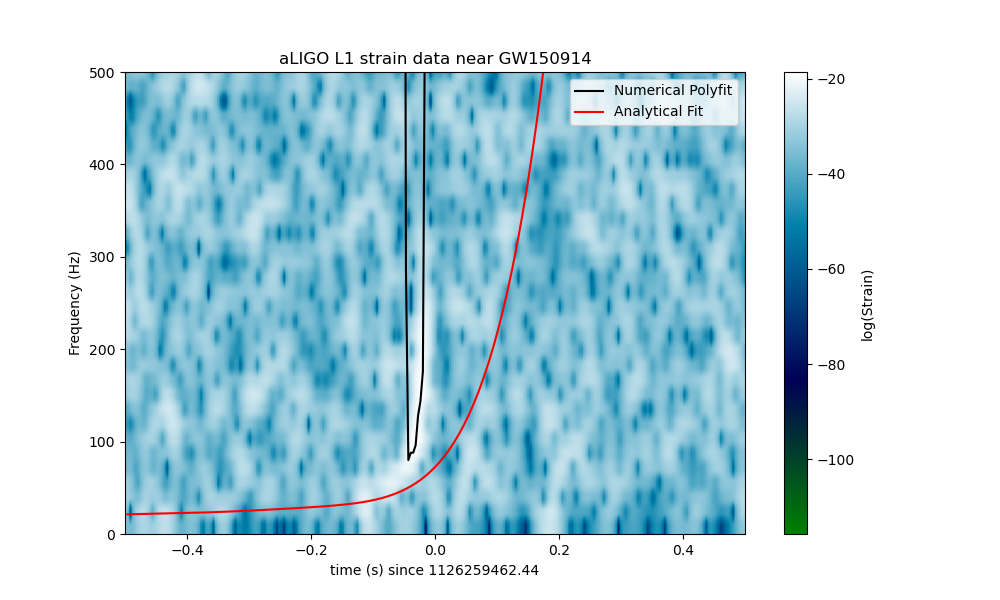 aLIGO L1 strain data near GW150914
Numerical Polyfit
Analytical Fit
500
400
300
200
100
0
Frequency (Hz)
−0.4
−0.2
0.0
0.2
0.4
time (s) since 1126259462.44
−20
−40
−60
−80
−100
log(Strain)